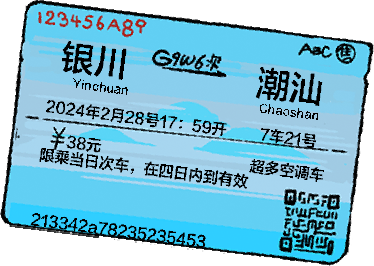 123456A89
ABC 售
银川 G9W6次 潮汕
Yinchuan Chaoshan
2024年2月28号17：59开 7车21号
￥38元
限乘当日次车，在四日内到有效 超多空调车
213342a78235235453